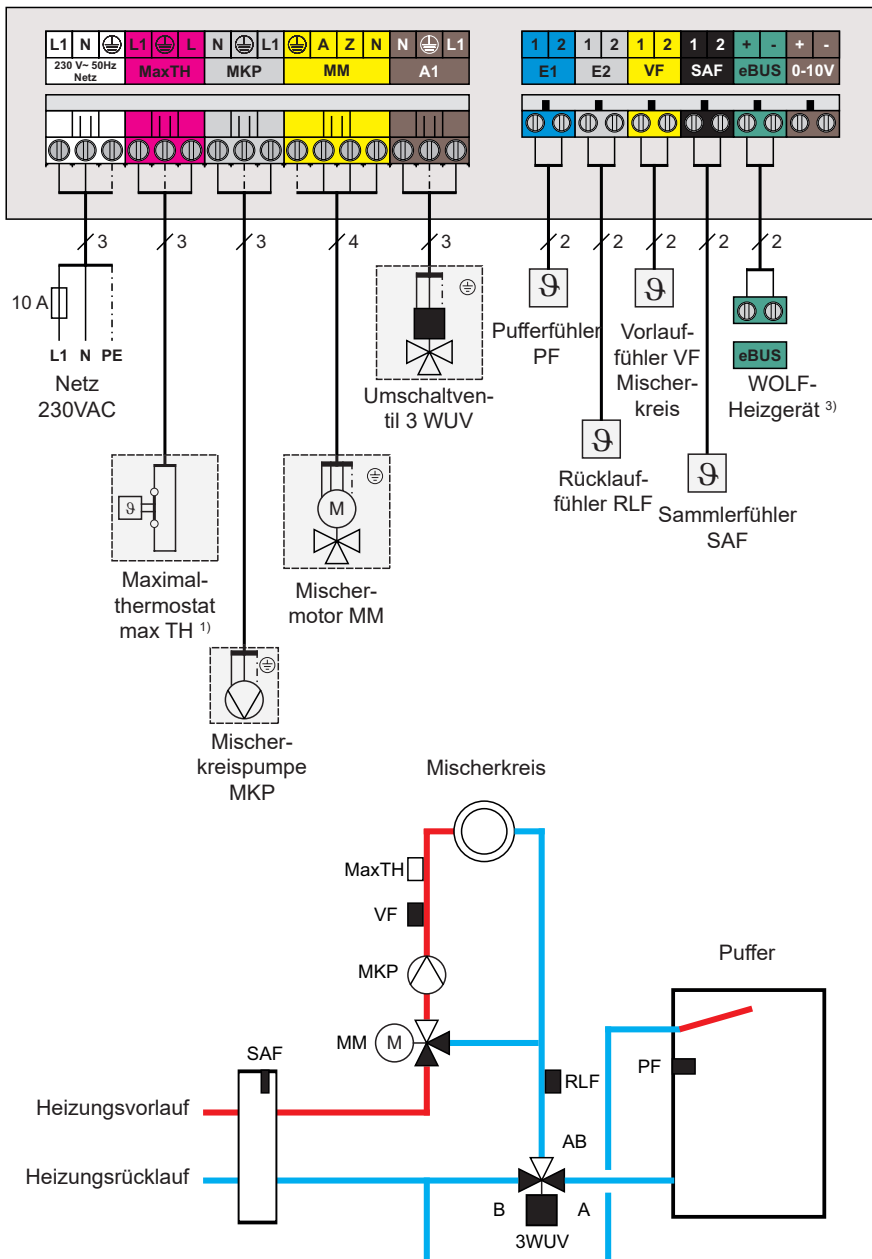 L1 N L1 L N L1 A Z N N L1 1 2 1 2 1 2 1 2 + - + -
230 V~ 50Hz
Netz
MaxTH MKP MM A1 E1 E2 VF SAF eBUS 0-10V
3 3 3 4 3 2 2 2 2 2
10 A
L1 N PE
Netz
230VAC
Umschaltven-
til 3 WUV
ϑ
Pufferfühler
PF
ϑ
Vorlauf-
fühler VF
Mischer-
kreis
eBUS
WOLF-
Heizgerät 3)
ϑ
Rücklauf-
fühler RLF
ϑ
Sammlerfühler
SAF
ϑ
Maximal-
thermostat
max TH 1)
M
Mischer-
motor MM
Mischer-
kreispumpe
MKP
Mischerkreis
MaxTH
VF
MKP
MM
M
SAF
Puffer
PF
RLF
Heizungsvorlauf
AB
Heizungsrücklauf
B
A
3WUV